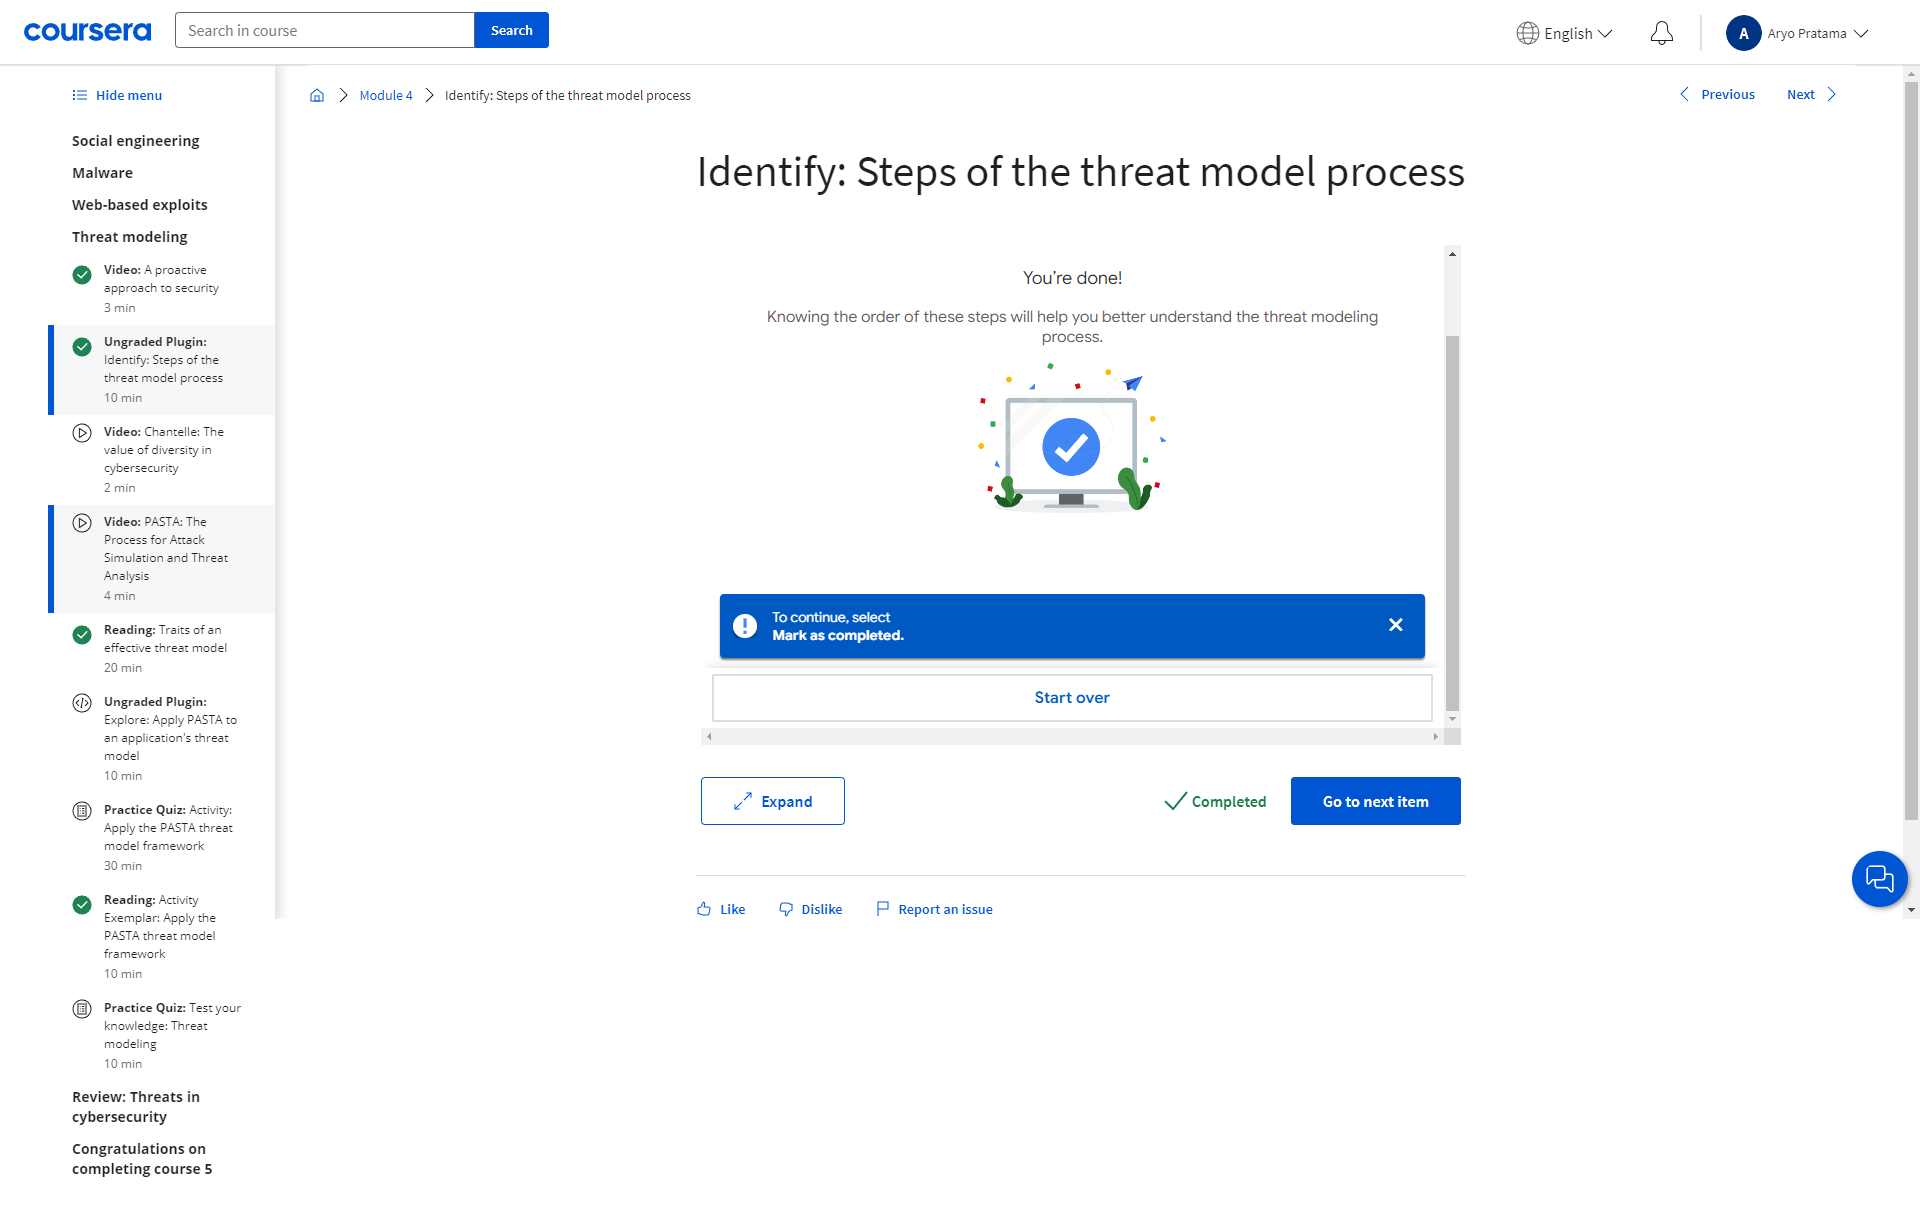 coursera
Search in course
Search
English
A
Aryo Pratama
Hide menu
Social engineering
Malware
Web-based exploits
Threat modeling
Video: A proactive
approach to security
3 min
Ungraded Plugin:
Identify: Steps of the
threat model process
10 min
Video: Chantelle: The
value of diversity in
cybersecurity
2 min
Video: PASTA: The
Process for Attack
Simulation and Threat
Analysis
4 min
Reading: Traits of an
effective threat model
20 min
Ungraded Plugin:
Explore: Apply PASTA to
an application's threat
model
10 min
Practice Quiz: Activity:
Apply the PASTA threat
model framework
30 min
Reading: Activity
Exemplar: Apply the
PASTA threat model
framework
10 min
Practice Quiz: Test your
knowledge: Threat
modeling
10 min
Review: Threats in
cybersecurity
Congratulations on
completing course 5
Module 4
Identify: Steps of the threat model process
Previous
Next
Identify: Steps of the threat model process
You’re done!
Knowing the order of these steps will help you better understand the threat modeling
process.
To continue, select
Mark as completed.
Start over
Expand
Completed
Go to next item
Like
Dislike
Report an issue